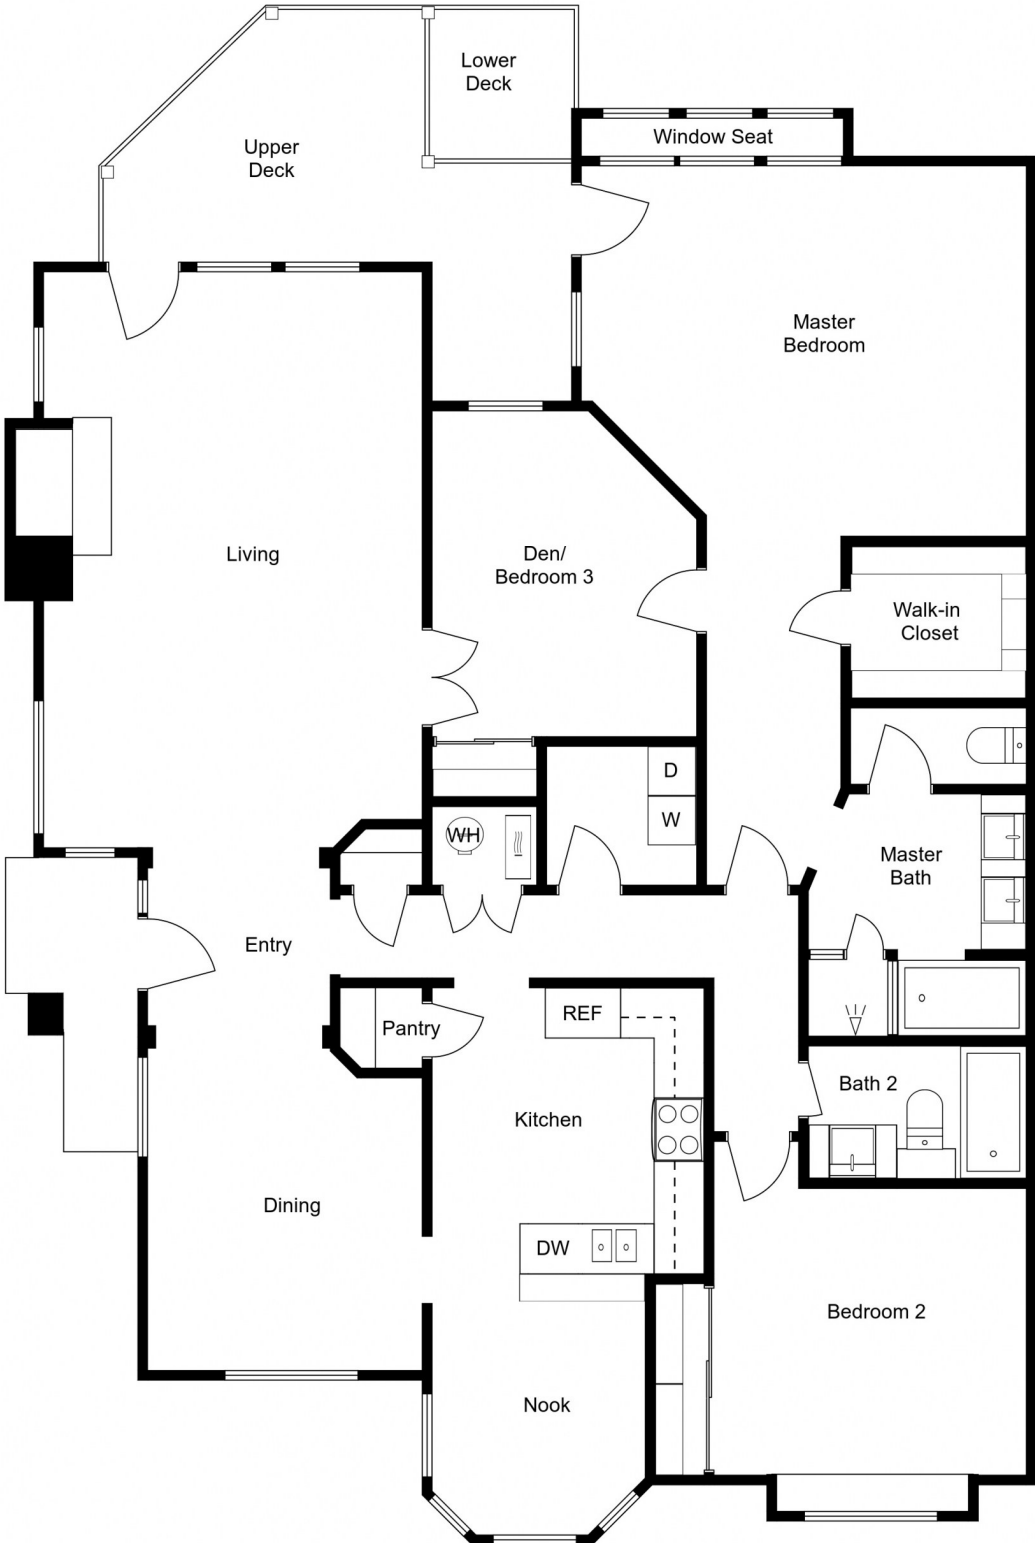 Lower
Deck
Window Seat
Upper
Deck
Master
Bedroom
Living
Den/
Bedroom 3
Walk-in
Closet
D
W
WH
Master
Bath
Entry
REF
Pantry
Bath 2
Kitchen
Dining
DW
Bedroom 2
Nook